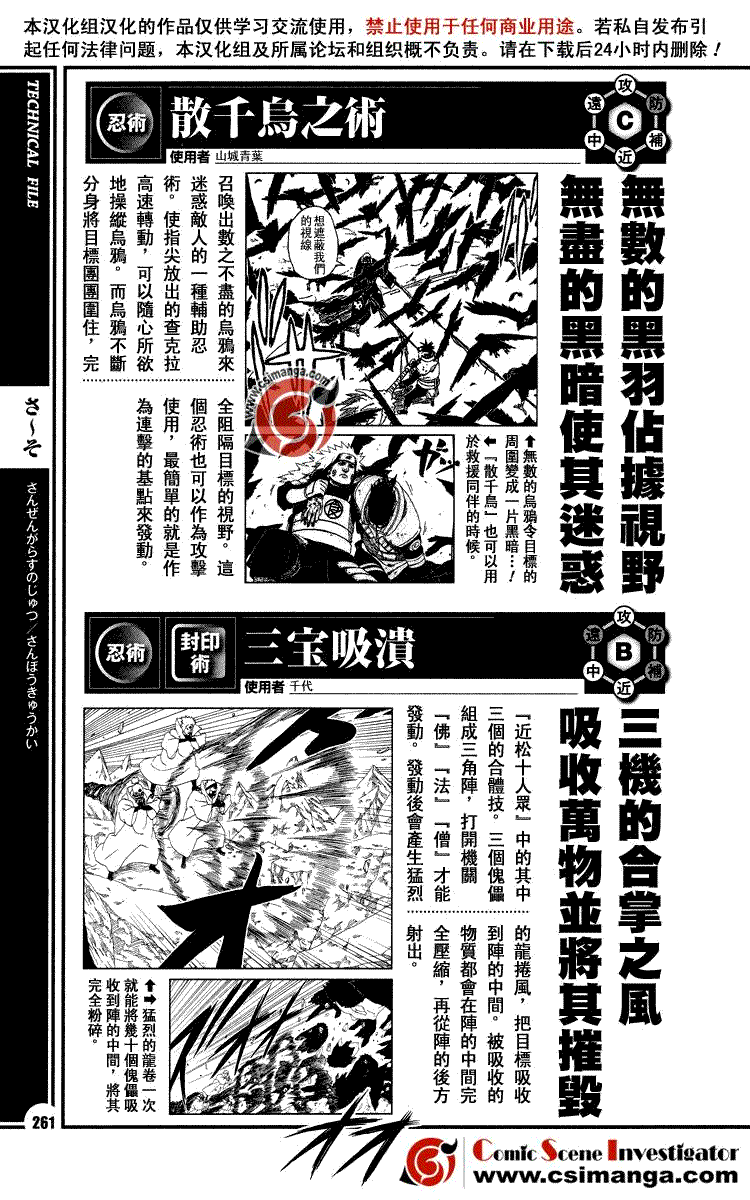 本汉化组汉化的作品仅供学习交流使用，禁止使用于任何商业用途。若私自发布引
起任何法律问题，本汉化组及所属论坛和组织概不负责。请在下载后24小时内删除！
TECHNICAL FILE
さ～そ
さんぜんがらすのじゅつ／さんぽうきゅうかい
261
忍術
散千鳥之術
使用者 山城青葉
攻
防
補
近
中
遠
C
無數的黑羽佔據視野
無盡的黑暗使其迷惑
想遮蔽我們
的視線
召喚出數之不盡的烏鴉來
迷惑敵人的一種輔助忍
術。使指尖放出的查克拉
高速轉動，可以隨心所欲
地操縱烏鴉。而烏鴉不斷
分身將目標團團圍住，完
全阻隔目標的視野。這
個忍術也可以作為攻擊
使用，最簡單的就是作
為連擊的基點來發動。
⬆無數的烏鴉令目標的
周圍變成一片黑暗…！
⬅『散千鳥』也可以用
於救援同伴的時候。
ガッ
www.csimanga.com
忍術
封印術
三宝吸潰
使用者 千代
攻
防
補
近
中
遠
B
三機的合掌之風
吸收萬物並將其摧毀
『近松十人眾』中的其中
三個的合體技。三個傀儡
組成三角陣，打開機關
『佛』『法』『僧』才能
發動。發動後會產生猛烈
的龍捲風，把目標吸收
到陣的中間。被吸收的
物質都會在陣的中間完
全壓縮，再從陣的後方
射出。
⬆➡猛烈的龍卷一次
就能將幾十個傀儡吸
收到陣的中間，將其
完全粉碎。
Comic Scene Investigator
www.csimanga.com